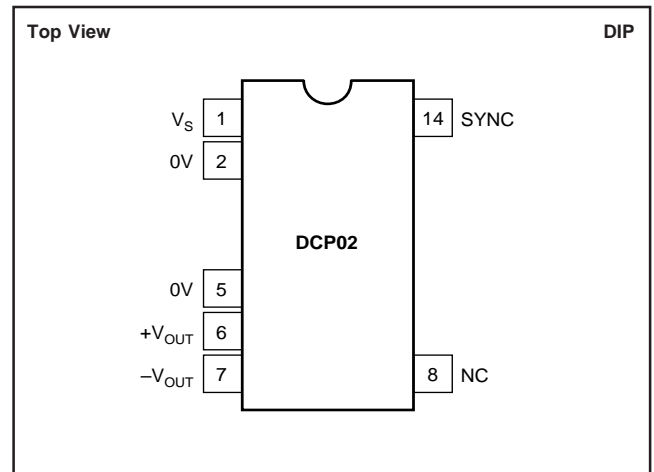 Top View DIP
V_S 1 14 SYNC
0V 2
DCP02
0V 5
+V_OUT 6
–V_OUT 7 8 NC